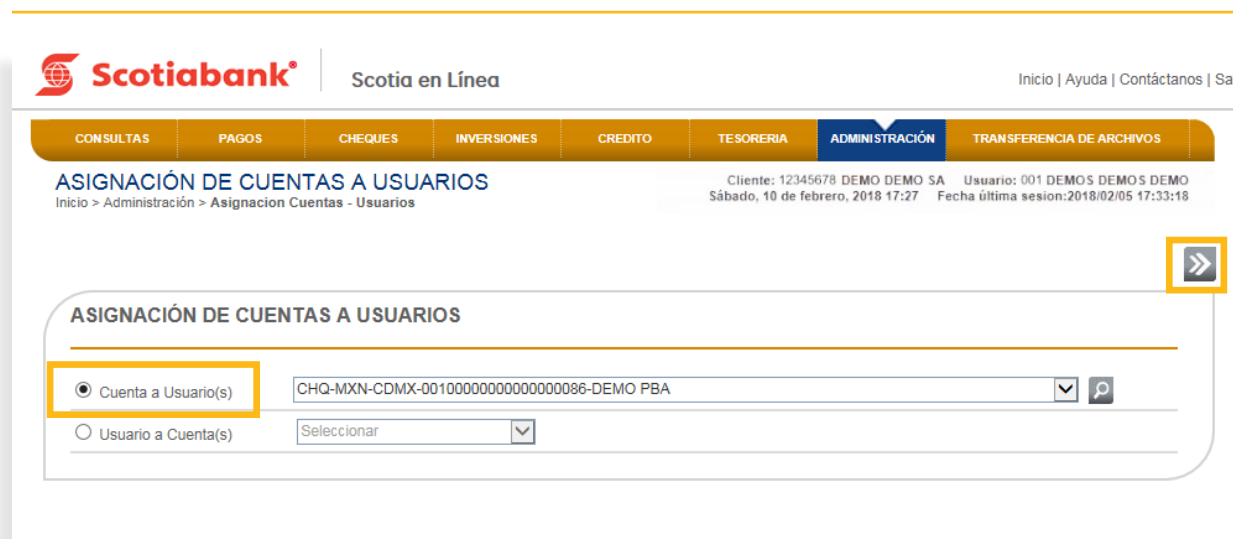 Scotiabank®
Scotia en Línea
Inicio | Ayuda | Contáctanos | Sa
CONSULTAS PAGOS CHEQUES INVERSIONES CREDITO TESORERIA ADMINISTRACIÓN TRANSFERENCIA DE ARCHIVOS
ASIGNACIÓN DE CUENTAS A USUARIOS
Cliente: 12345678 DEMO DEMO SA Usuario: 001 DEMOS DEMOS DEMO
Inicio > Administración > Asignacion Cuentas - Usuarios
Sábado, 10 de febrero, 2018 17:27 Fecha última sesion:2018/02/05 17:33:18
ASIGNACIÓN DE CUENTAS A USUARIOS
Cuenta a Usuario(s) CHQ-MXN-CDMX-00100000000000000086-DEMO PBA
Usuario a Cuenta(s) Seleccionar